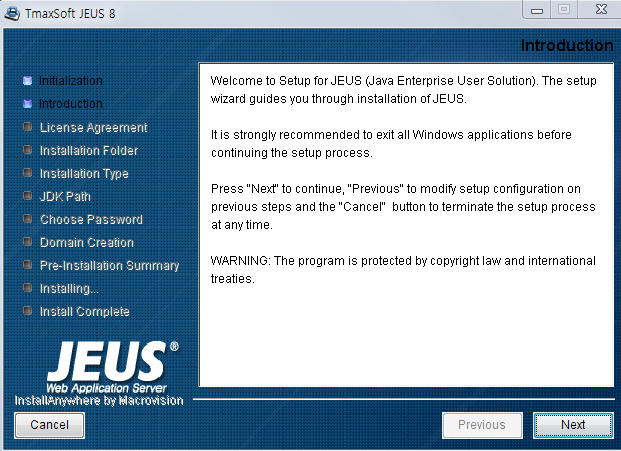 TmaxSoft JEUS 8
Introduction
Initialization
Introduction
License Agreement
Installation Folder
Installation Type
JDK Path
Choose Password
Domain Creation
Pre-Installation Summary
Installing...
Install Complete
Welcome to Setup for JEUS (Java Enterprise User Solution). The setup
wizard guides you through installation of JEUS.
It is strongly recommended to exit all Windows applications before
continuing the setup process.
Press "Next" to continue, "Previous" to modify setup configuration on
previous steps and the "Cancel"  button to terminate the setup process
at any time.
WARNING: The program is protected by copyright law and international
treaties.
JEUS®
Web Application Server
InstallAnywhere by Macrovision
Cancel
Previous
Next